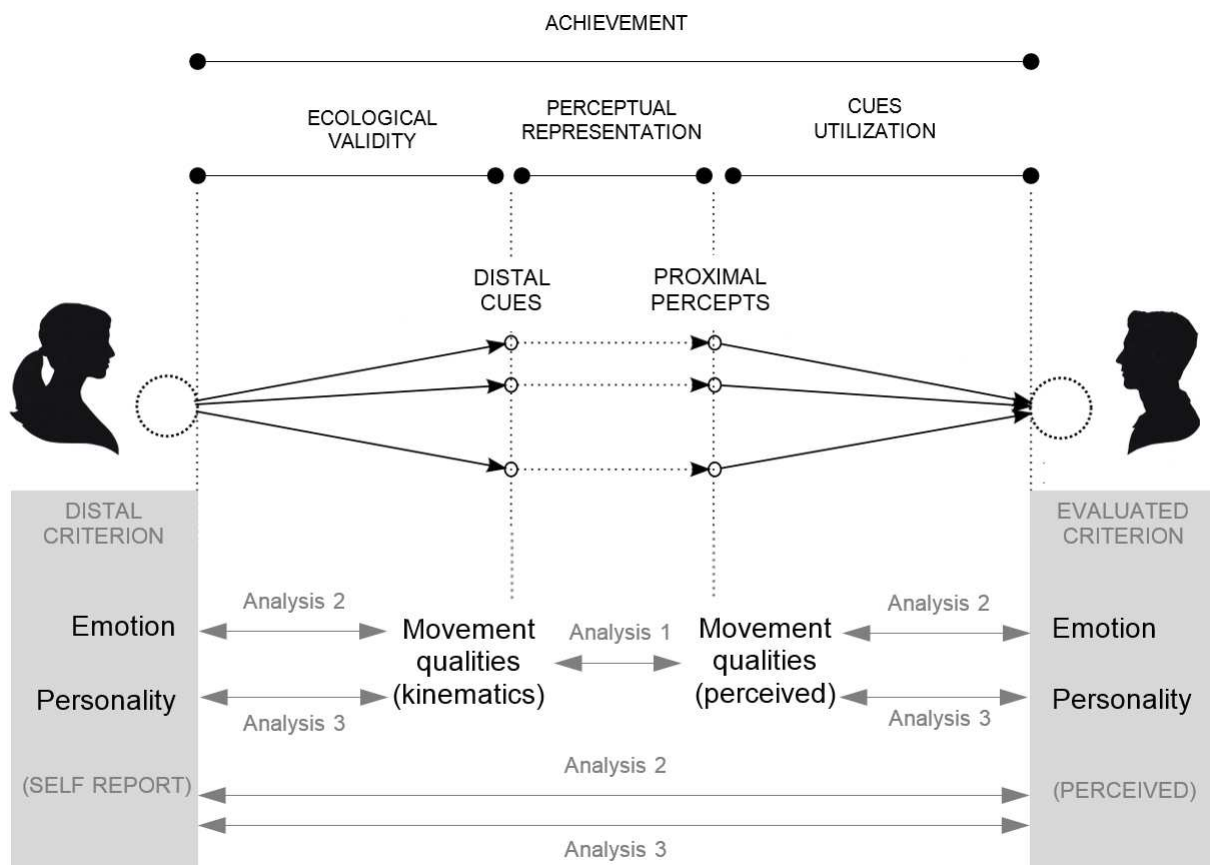 ACHIEVEMENT
ECOLOGICAL
VALIDITY
PERCEPTUAL
REPRESENTATION
CUES
UTILIZATION
DISTAL
CUES
PROXIMAL
PERCEPTS
DISTAL
CRITERION
EVALUATED
CRITERION
Emotion
Analysis 2
Movement
qualities
(kinematics)
Analysis 1
Movement
qualities
(perceived)
Analysis 2
Emotion
Personality
Analysis 3
Analysis 3
Personality
(SELF REPORT)
Analysis 2
(PERCEIVED)
Analysis 3